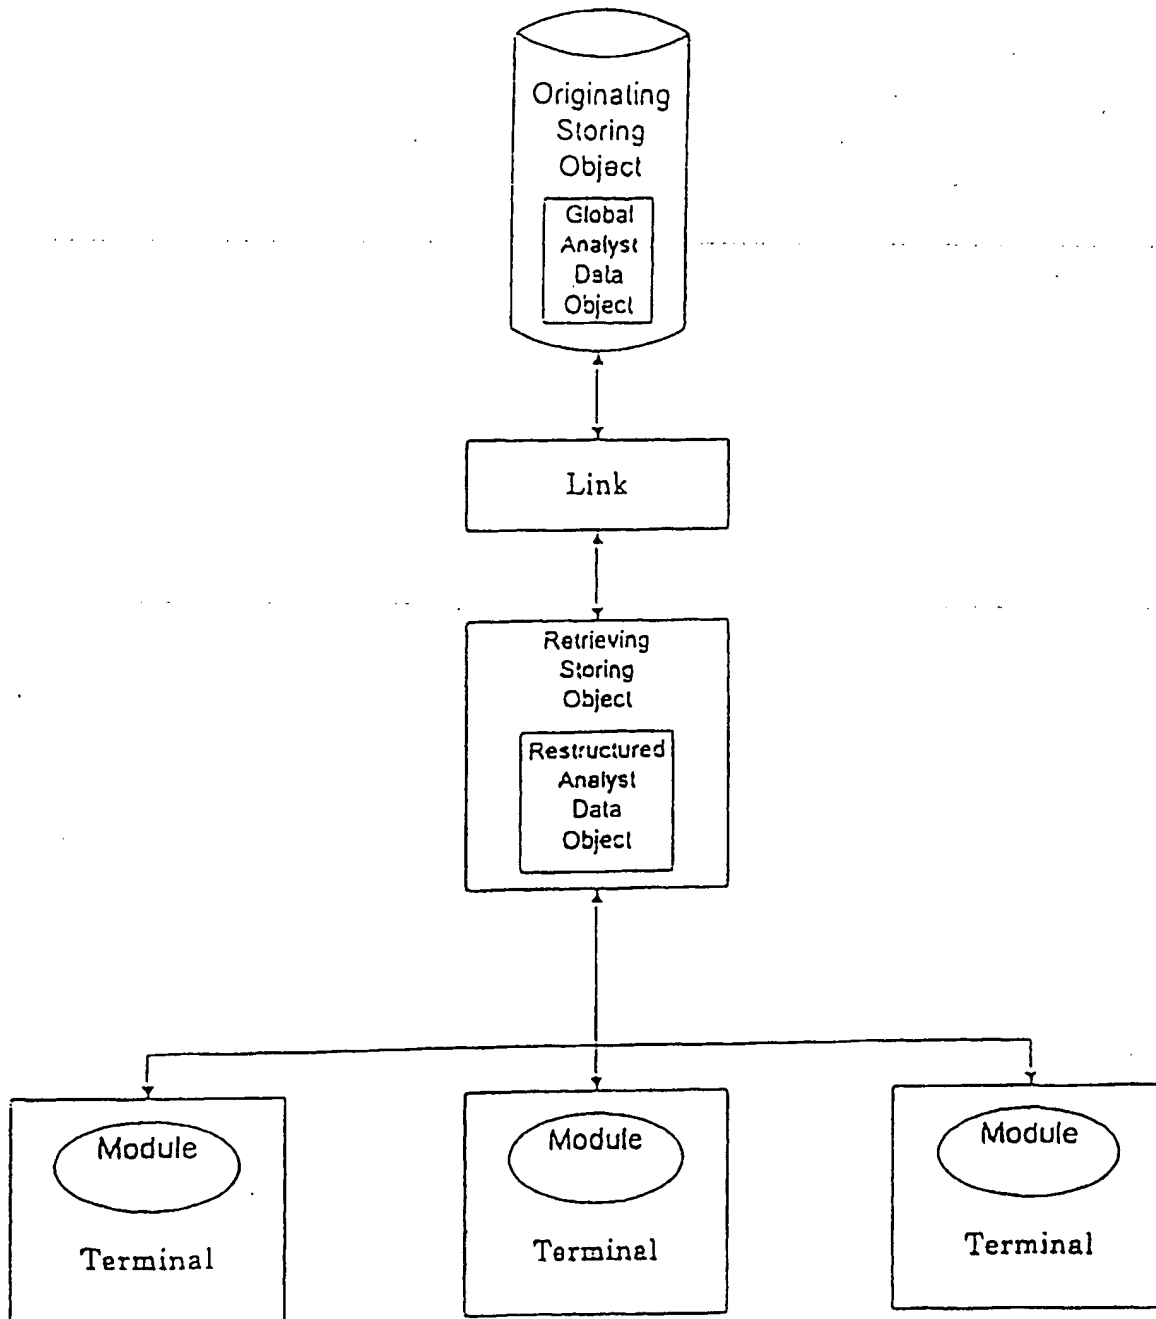 Originating
Storing
Object
Global
Analyst
Data
Object
Link
Retrieving
Storing
Object
Restructured
Analyst
Data
Object
Module
Terminal
Module
Terminal
Module
Terminal